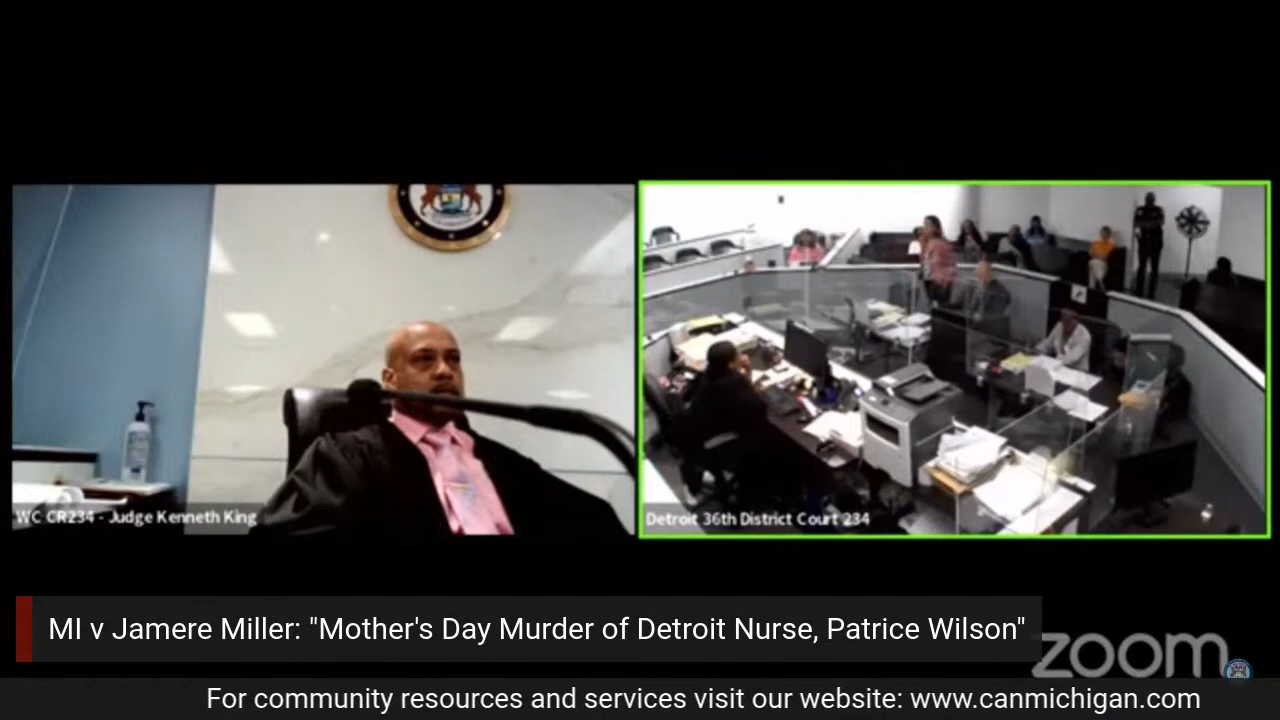 WC CR234 - Judge Kenneth King
Detroit 36th District Court 234
MI v Jamere Miller: "Mother's Day Murder of Detroit Nurse, Patrice Wilson"
zoom
For community resources and services visit our website: www.canmichigan.com